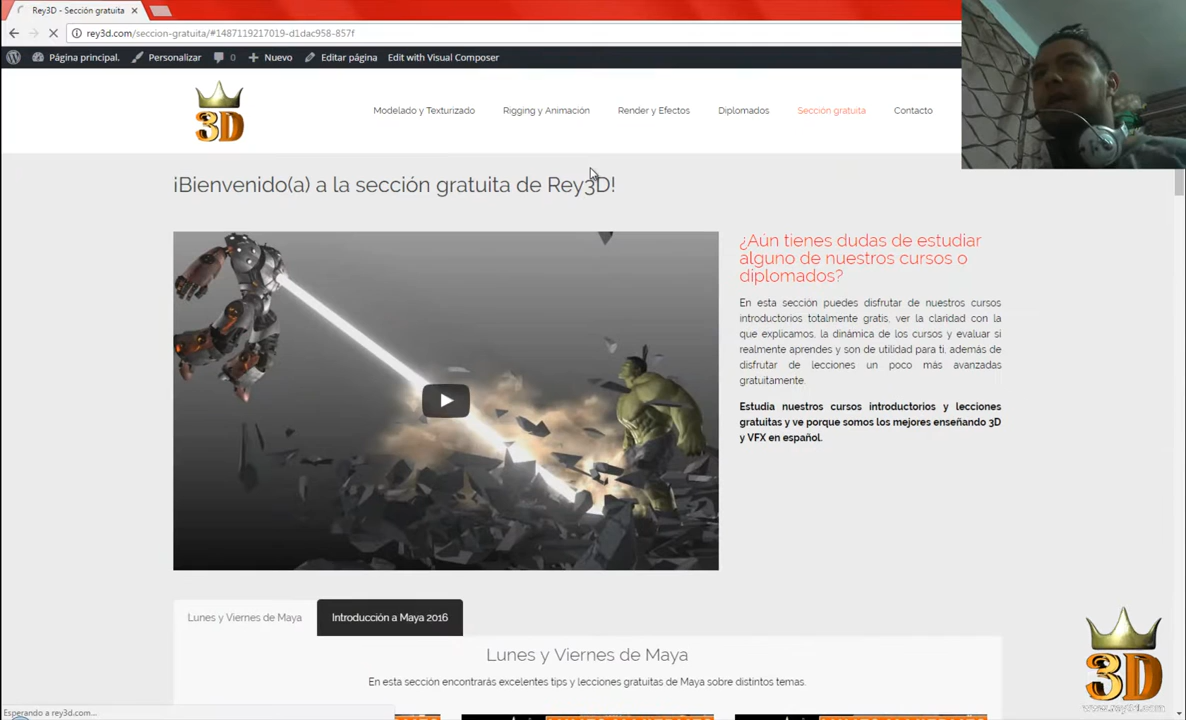 Rey3D - Sección gratuita
rey3d.com/seccion-gratuita/#1487119217019-d1dac958-857f
Página principal. Personalizar 0 Nuevo Editar página Edit with Visual Composer
3D
Modelado y Texturizado Rigging y Animación Render y Efectos Diplomados Sección gratuita Contacto
¡Bienvenido(a) a la sección gratuita de Rey3D!
¿Aún tienes dudas de estudiar
alguno de nuestros cursos o
diplomados?
En esta sección puedes disfrutar de nuestros cursos
introductorios totalmente gratis, ver la claridad con la
que explicamos, la dinámica de los cursos y evaluar si
realmente aprendes y son de utilidad para ti, además de
disfrutar de lecciones un poco más avanzadas
gratuitamente.
Estudia nuestros cursos introductorios y lecciones
gratuitas y ve porque somos los mejores enseñando 3D
y VFX en español.
Lunes y Viernes de Maya Introducción a Maya 2016
Lunes y Viernes de Maya
En esta sección encontrarás excelentes tips y lecciones gratuitas de Maya sobre distintos temas.
3D
www.rey3d.com
Esperando a rey3d.com...